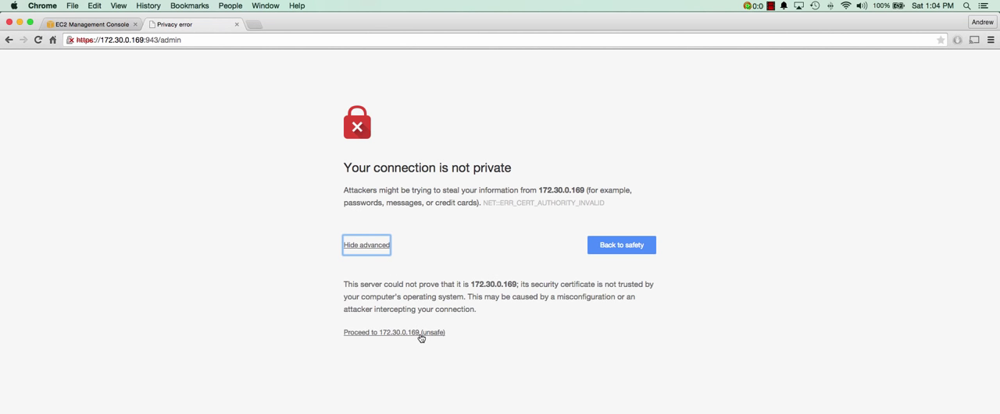 Chrome File Edit View History Bookmarks People Window Help 0:0 100% Sat 1:04 PM
EC2 Management Console Privacy error Andrew
https://172.30.0.169:943/admin
Your connection is not private
Attackers might be trying to steal your information from 172.30.0.169 (for example,
passwords, messages, or credit cards). NET::ERR_CERT_AUTHORITY_INVALID
Hide advanced Back to safety
This server could not prove that it is 172.30.0.169; its security certificate is not trusted by
your computer's operating system. This may be caused by a misconfiguration or an
attacker intercepting your connection.
Proceed to 172.30.0.169 (unsafe)